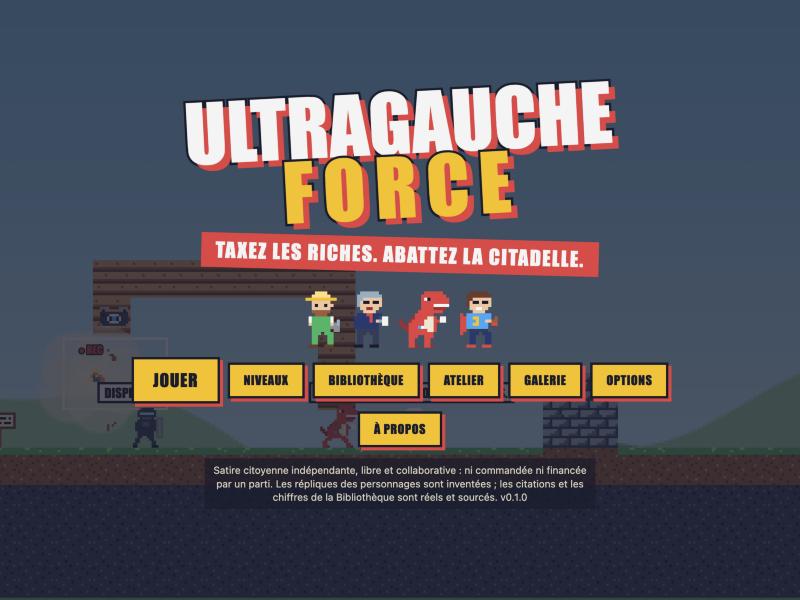 ULTRAGAUCHE
FORCE
TAXEZ LES RICHES. ABATTEZ LA CITADELLE.
REC
DISPE
JOUER
NIVEAUX
BIBLIOTHÈQUE
ATELIER
GALERIE
OPTIONS
À PROPOS
Satire citoyenne indépendante, libre et collaborative : ni commandée ni financée
par un parti. Les répliques des personnages sont inventées ; les citations et les
chiffres de la Bibliothèque sont réels et sourcés. v0.1.0